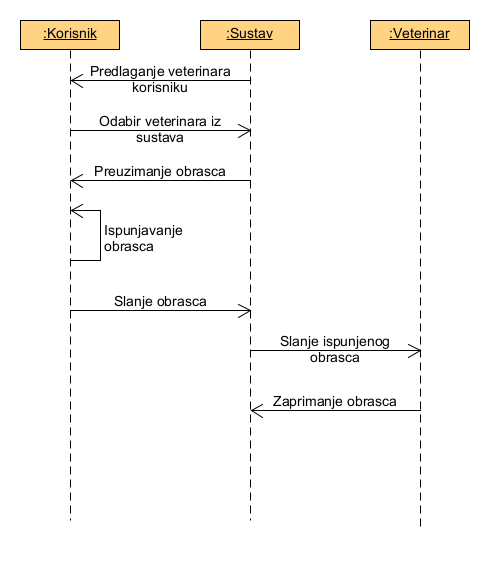 :Korisnik
:Sustav
:Veterinar
Predlaganje veterinara
korisniku
Odabir veterinara iz
sustava
Preuzimanje obrasca
Ispunjavanje
obrasca
Slanje obrasca
Slanje ispunjenog
obrasca
Zaprimanje obrasca